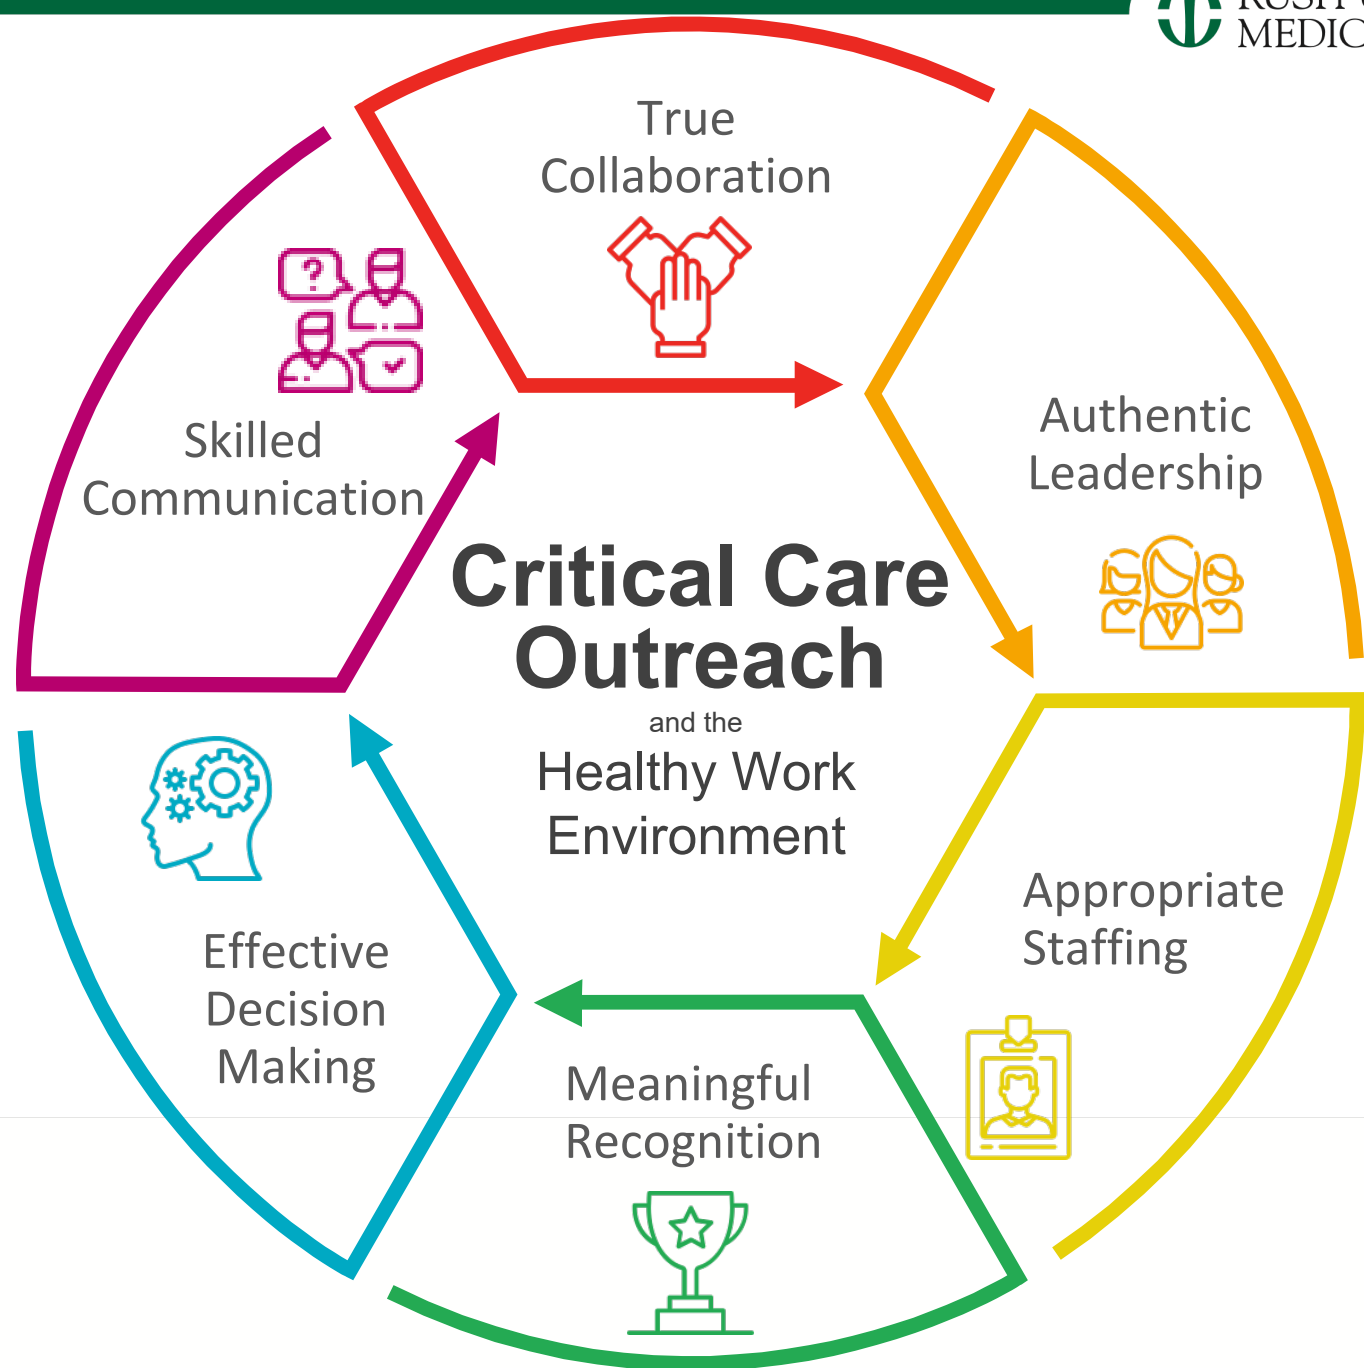 RUSH
MEDIC
True
Collaboration
Authentic
Leadership
Skilled
Communication
?
Critical Care
Outreach
and the
Healthy Work
Environment
Appropriate
Staffing
Effective
Decision
Making
Meaningful
Recognition